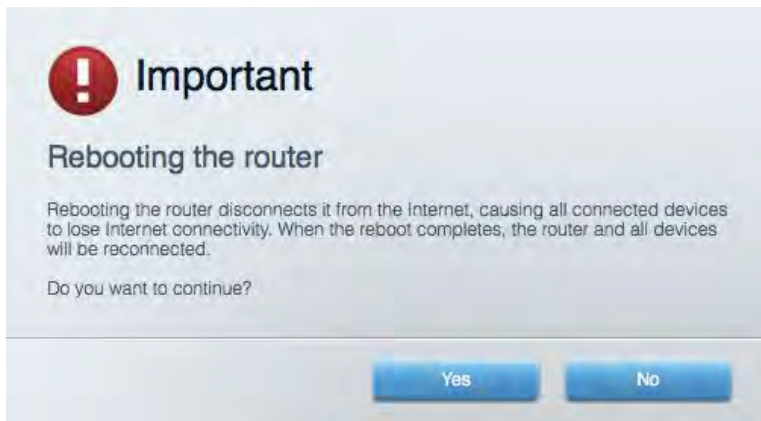 Important
Rebooting the router
Rebooting the router disconnects it from the Internet, causing all connected devices
to lose Internet connectivity. When the reboot completes, the router and all devices
will be reconnected.
Do you want to continue?
Yes
No